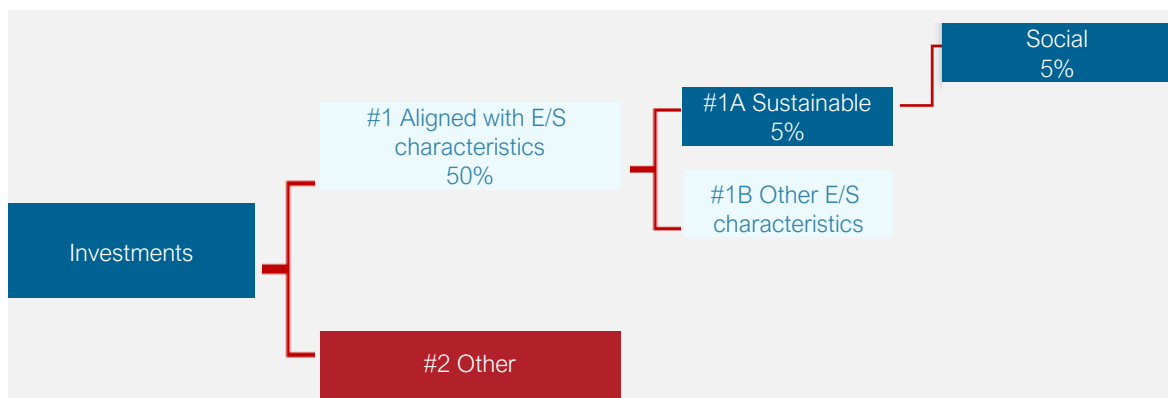 Social
5%
#1A Sustainable
5%
#1 Aligned with E/S
characteristics
50%
#1B Other E/S
characteristics
Investments
#2 Other